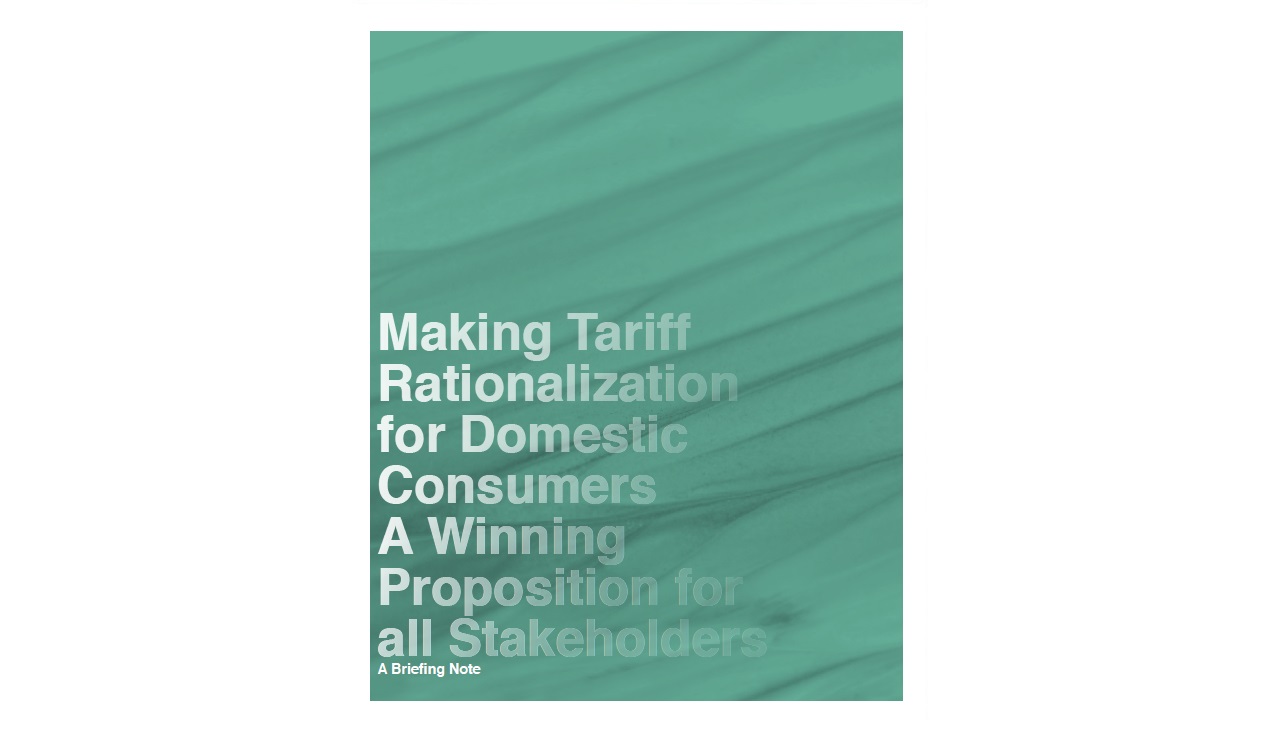 Making Tariff
Rationalization
for Domestic
Consumers
A Winning
Proposition for
all Stakeholders
A Briefing Note